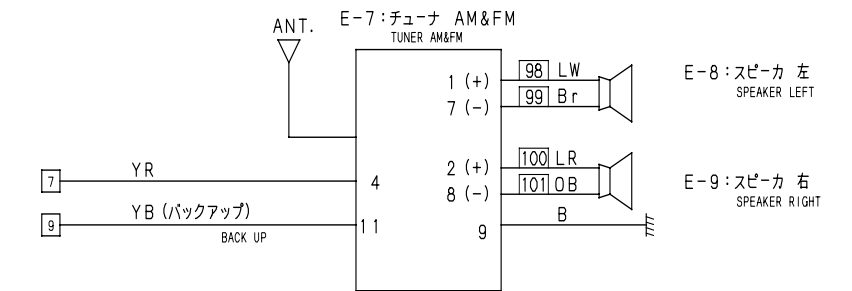 ANT.
E-7:チューナ AM&FM
TUNER AM&FM
1 (+)
98 LW
7 (-)
99 Br
E-8:スピーカ 左
SPEAKER LEFT
2 (+)
100 LR
8 (-)
101 OB
E-9:スピーカ 右
SPEAKER RIGHT
7
YR
4
9
YB (バックアップ)
BACK UP
11
9
B